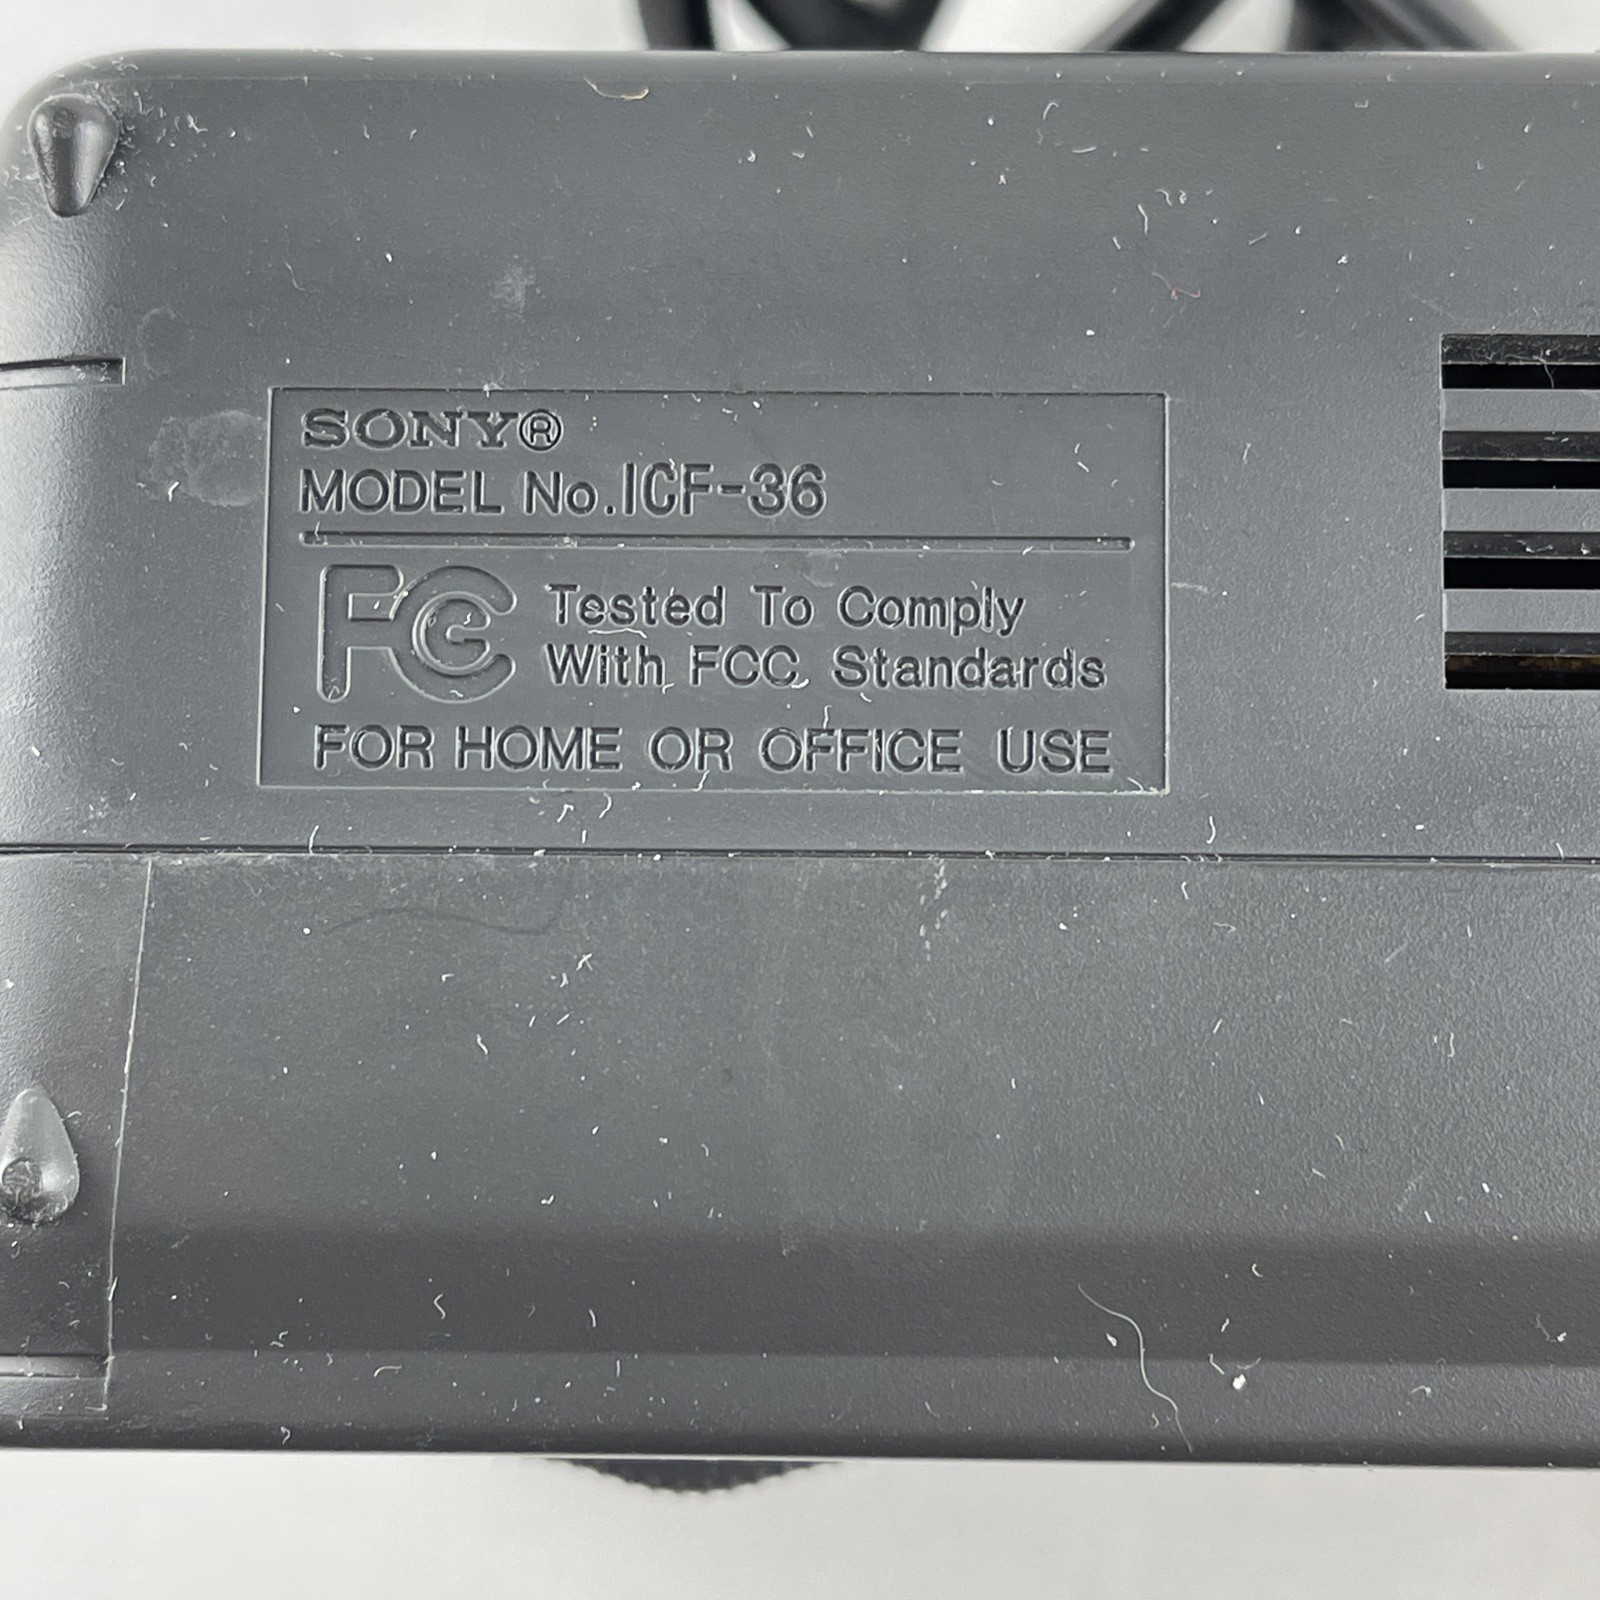 SONY®
MODEL No.ICF-36
FC Tested To Comply
With FCC Standards
FOR HOME OR OFFICE USE